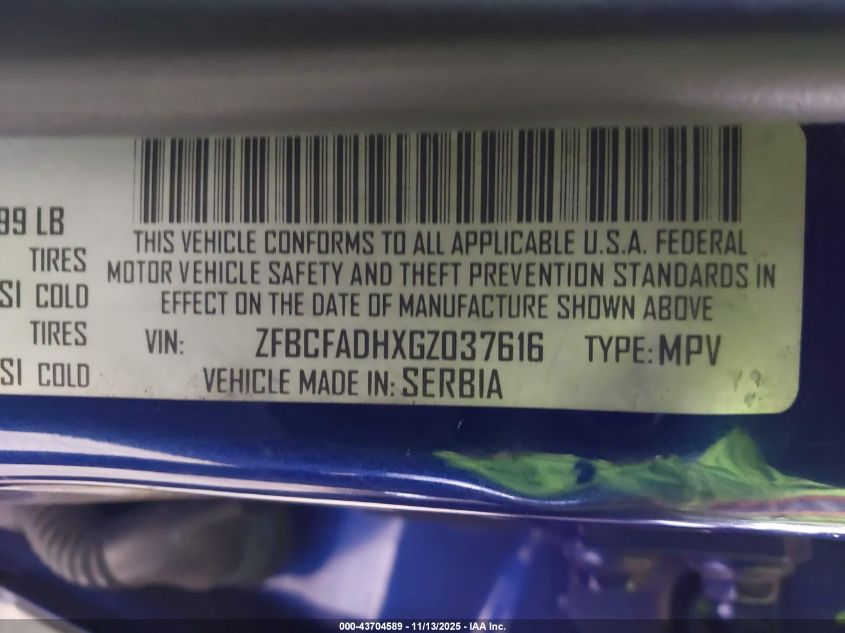 99 LB
TIRES
SI COLD
TIRES
SI COLD
THIS VEHICLE CONFORMS TO ALL APPLICABLE U.S.A. FEDERAL
MOTOR VEHICLE SAFETY AND THEFT PREVENTION STANDARDS IN
EFFECT ON THE DATE OF MANUFACTURE SHOWN ABOVE
VIN: ZFBCFADHXGZ037616 TYPE: MPV
VEHICLE MADE IN: SERBIA
000-43704589 - 11/13/2025 - IAA Inc.